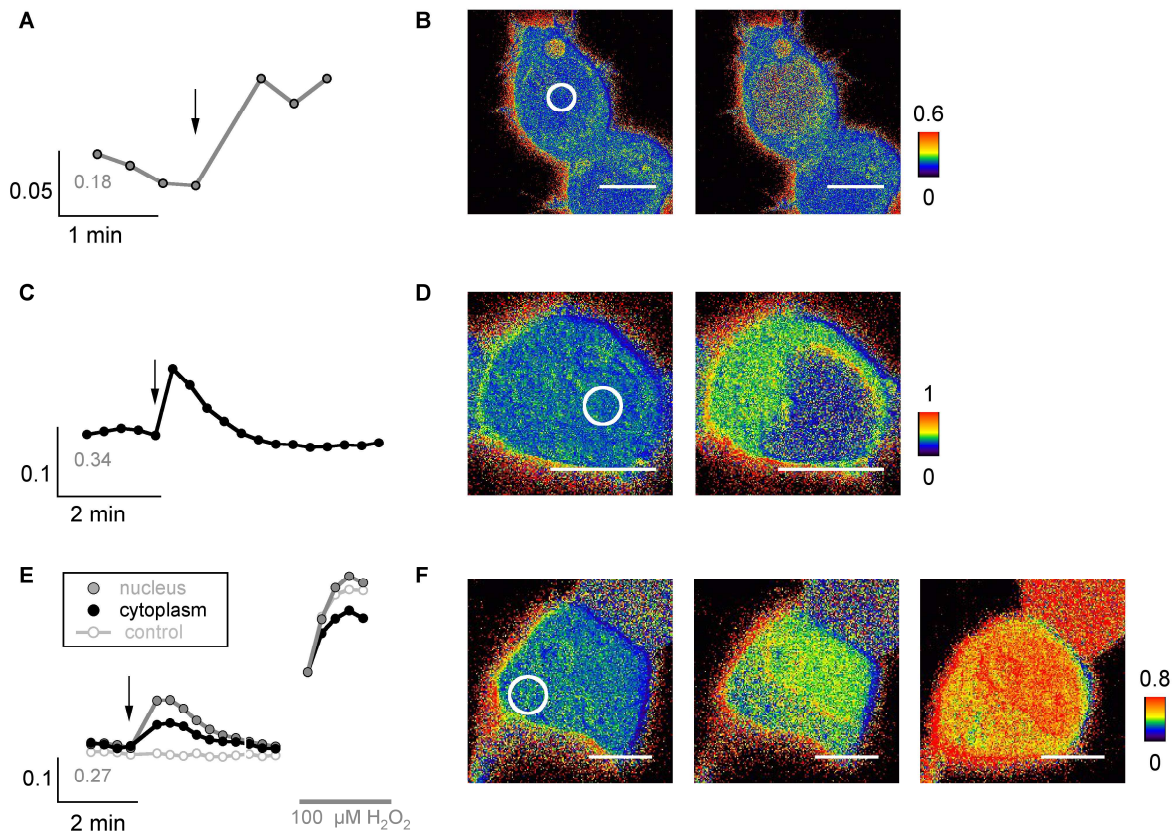 A
0.05
0.18
1 min
B
0.6
0
C
0.1
0.34
2 min
D
1
0
E
nucleus
cytoplasm
control
0.1
0.27
2 min
100 μM H₂O₂
F
0.8
0